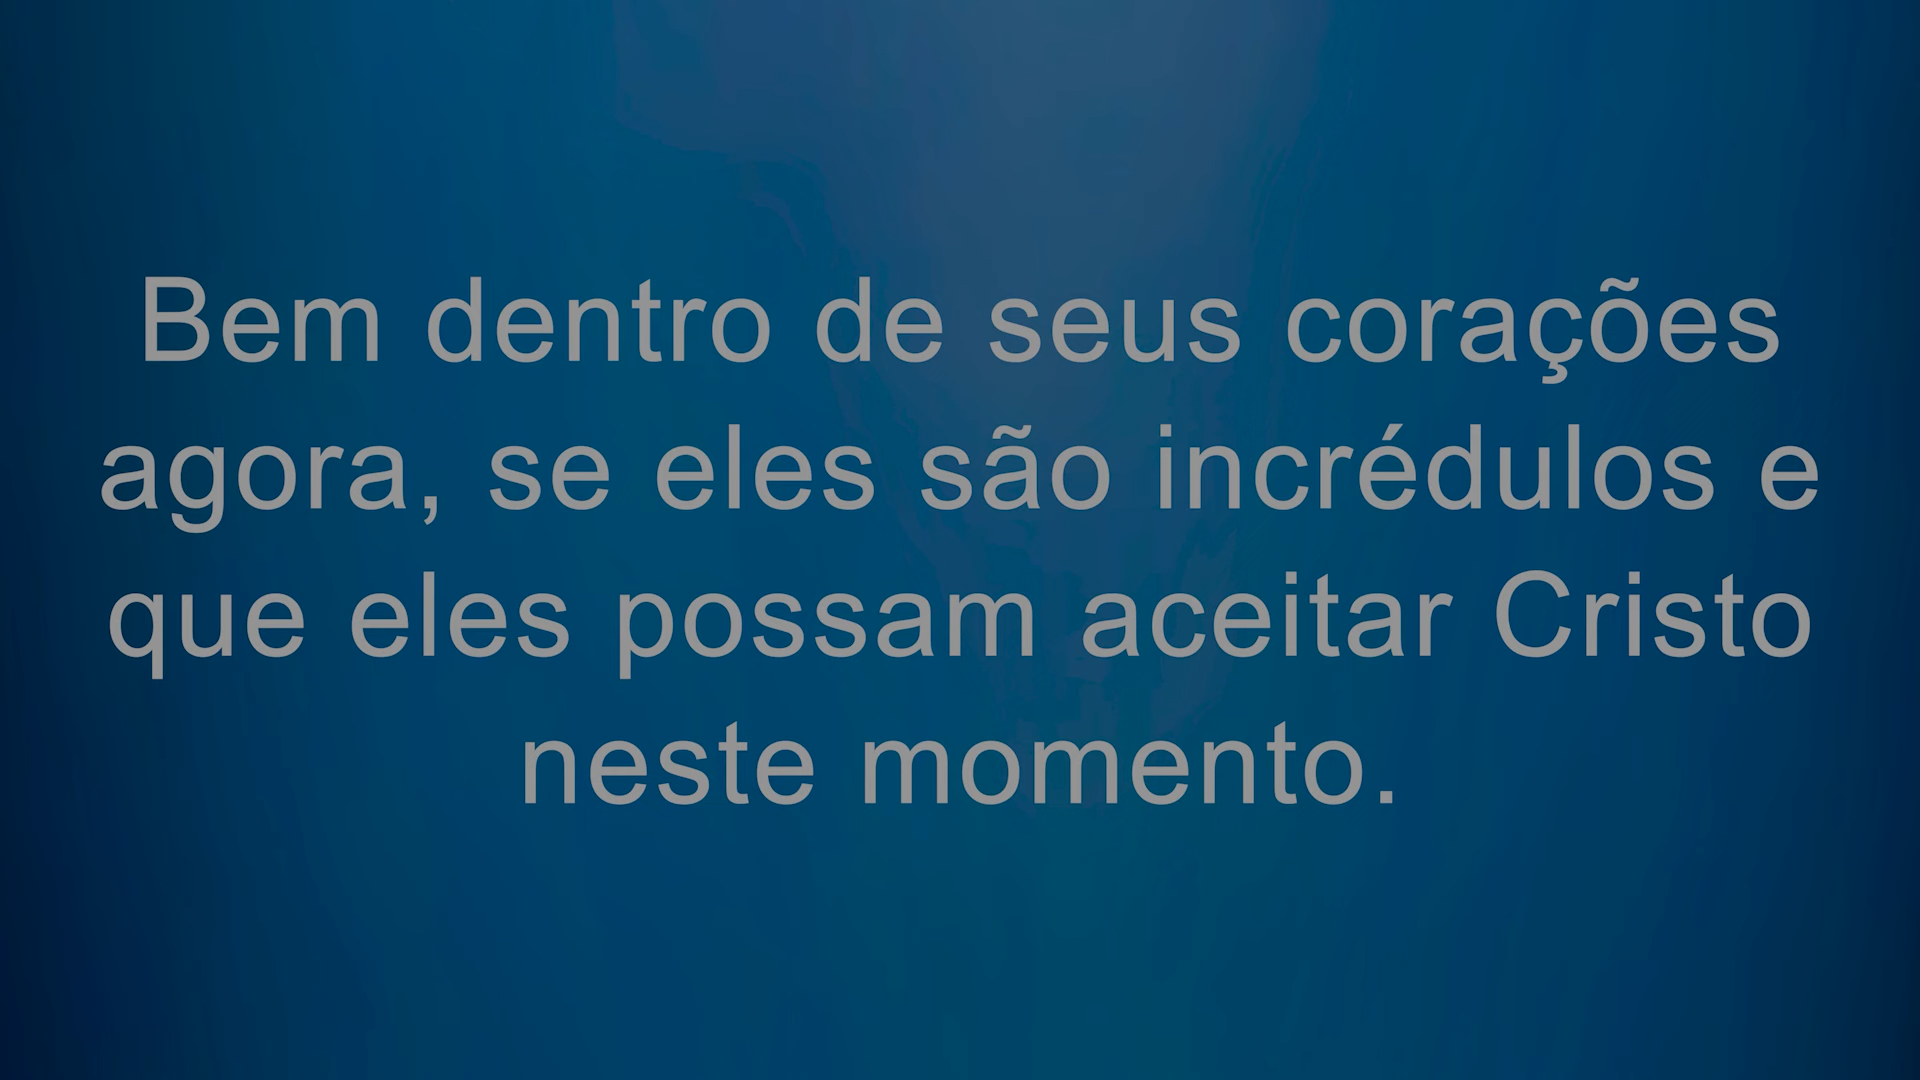 Bem dentro de seus corações
agora, se eles são incrédulos e
que eles possam aceitar Cristo
neste momento.